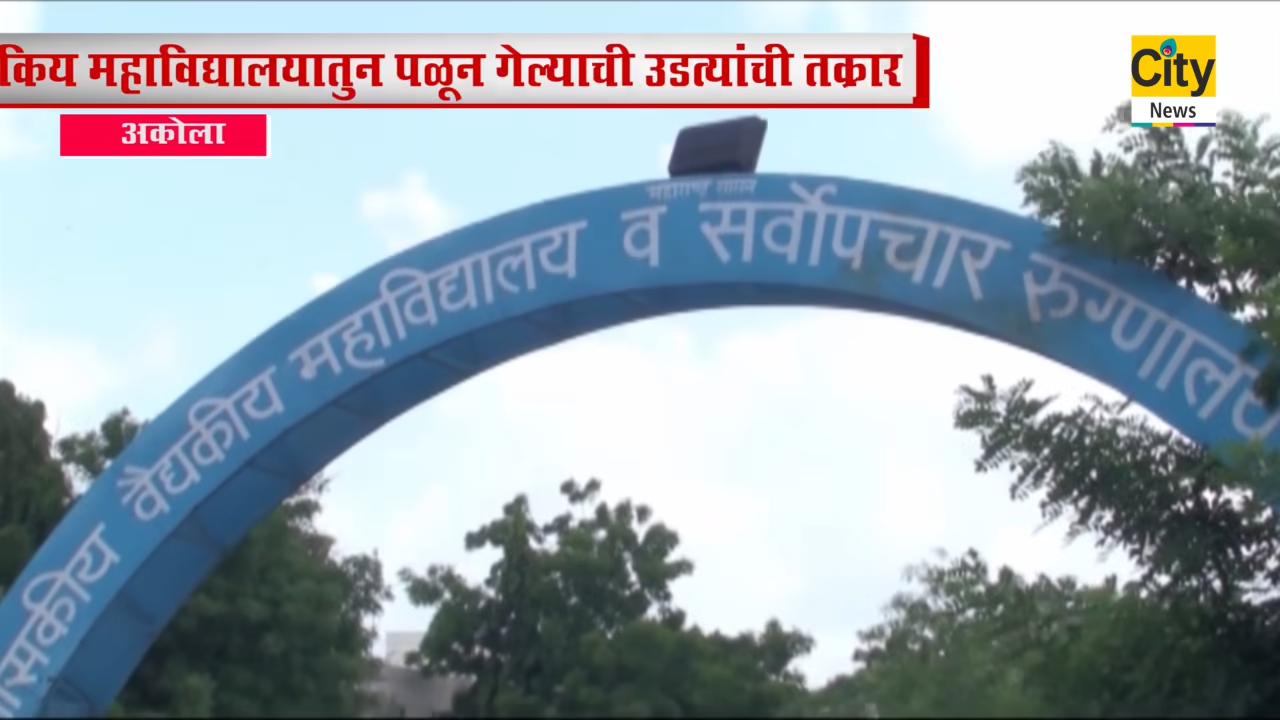 किय महाविद्यालयातुन पळून गेल्याची उडत्यांची तक्रार
City
News
अकोला
महाराष्ट्र शासन
वैद्यकीय महाविद्यालय व सर्वोपचार रुग्णालय